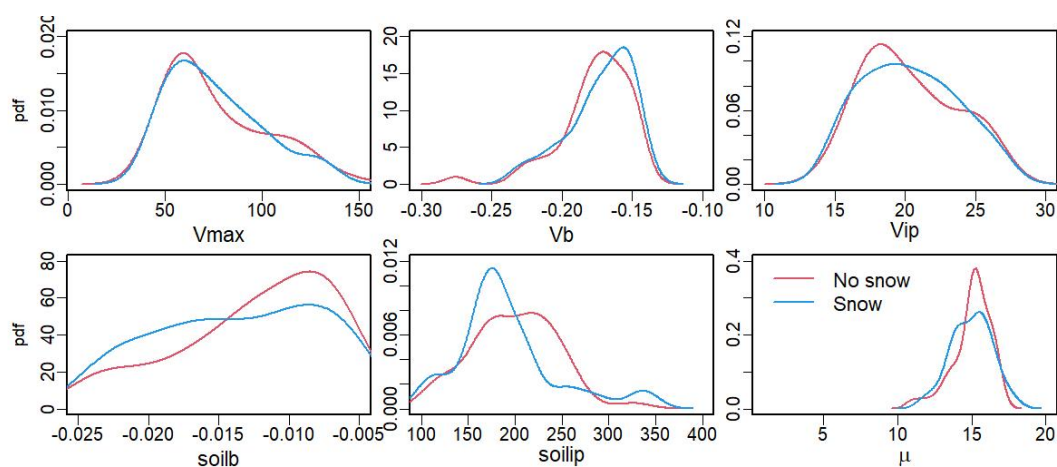 pdf
0.000 0.010 0.020
0 50 100 150
Vmax
0 5 10 15 20
-0.30 -0.25 -0.20 -0.15 -0.10
Vb
0.00 0.06 0.12
10 15 20 25 30
Vip
pdf
0 20 40 60 80
-0.025 -0.020 -0.015 -0.010 -0.005
soilb
0.000 0.006 0.012
100 150 200 250 300 350 400
soilip
0.0 0.2 0.4
No snow
Snow
5 10 15 20
μ